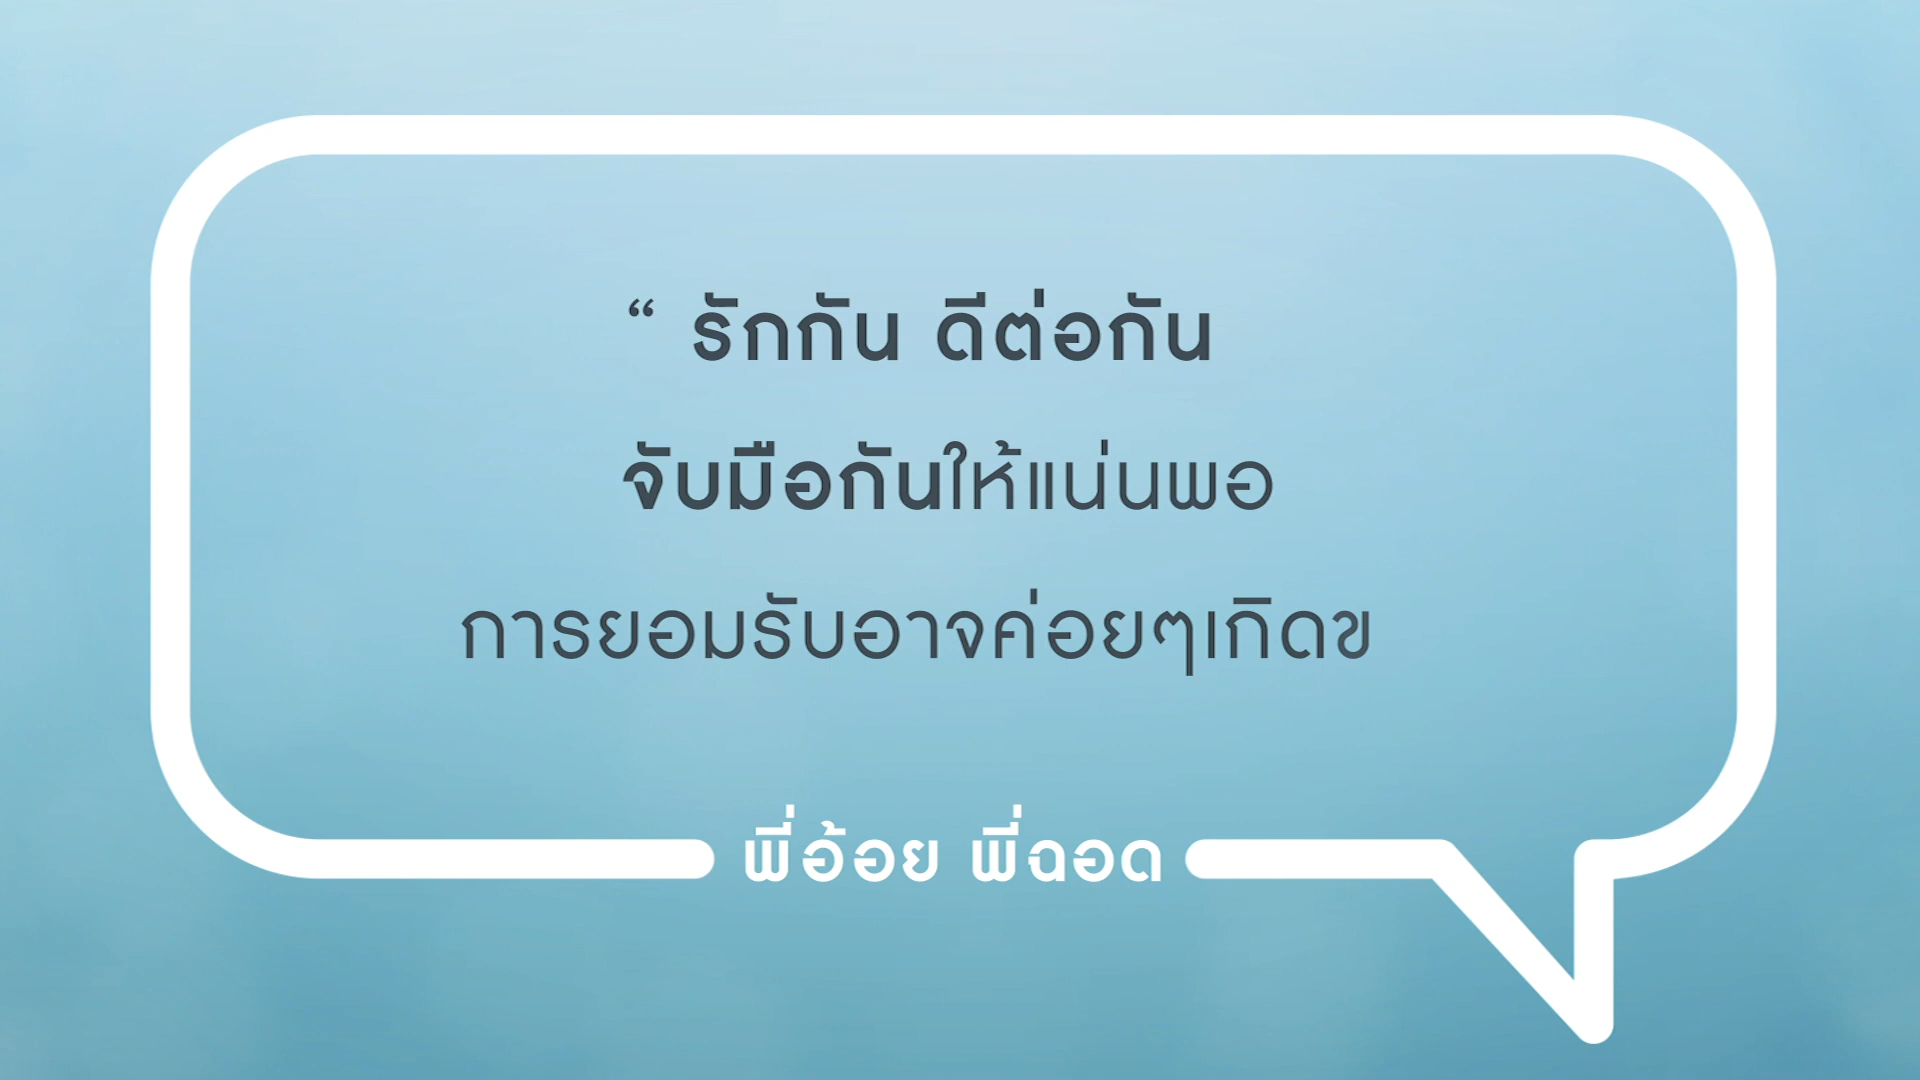 “ รักกัน ดีต่อกัน
จับมือกันให้แน่นพอ
การยอมรับอาจค่อยๆเกิดข
พี่อ้อย พี่ฉอด